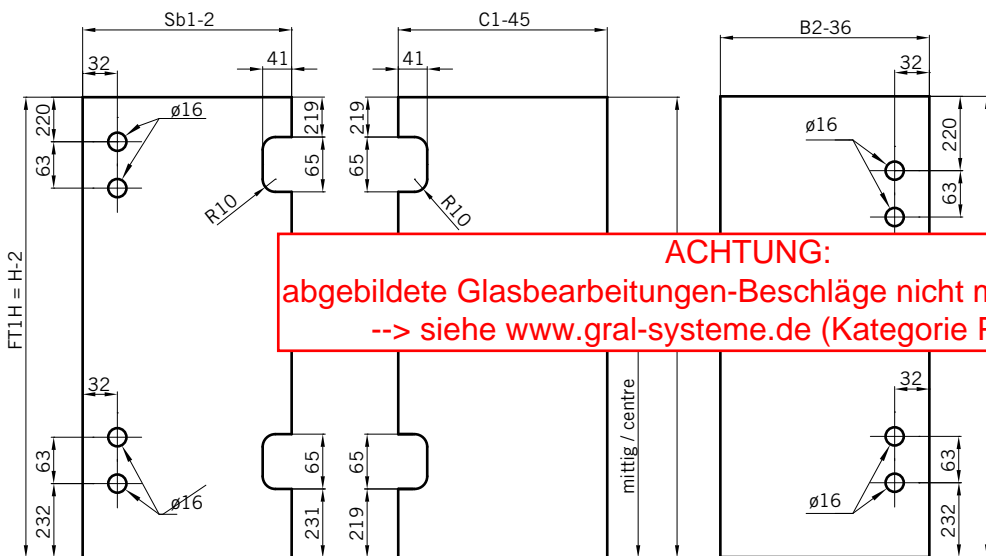 Sb1-2
C1-45
B2-36
32
41
41
32
220
ø16
219
219
ø16
220
63
65
65
63
R10
R10
FT1H = H-2
ACHTUNG:
abgebildete Glasbearbeitungen-Beschläge nicht
--> siehe www.gral-systeme.de (Kategorie
32
mittig / centre
32
63
65
65
63
232
ø16
231
219
ø16
232